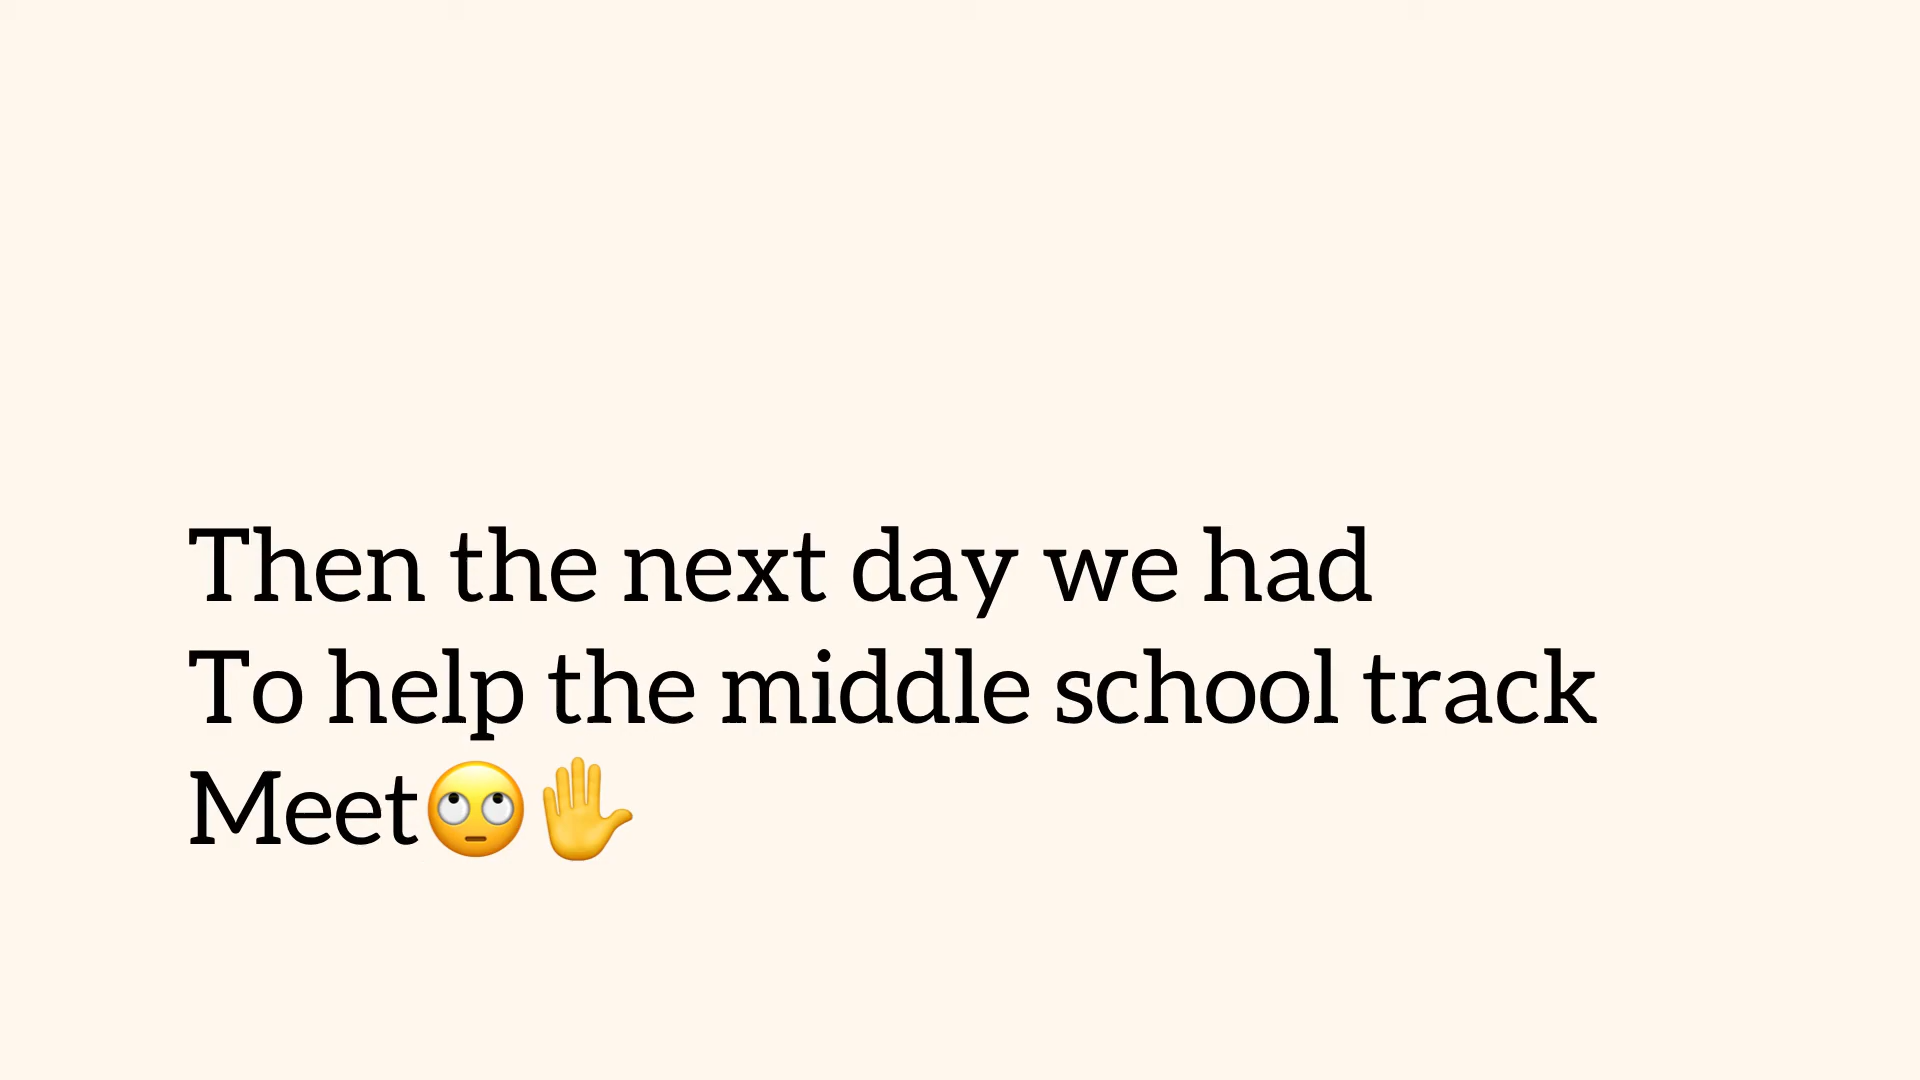 Then the next day we had
To help the middle school track
Meet🙄✋